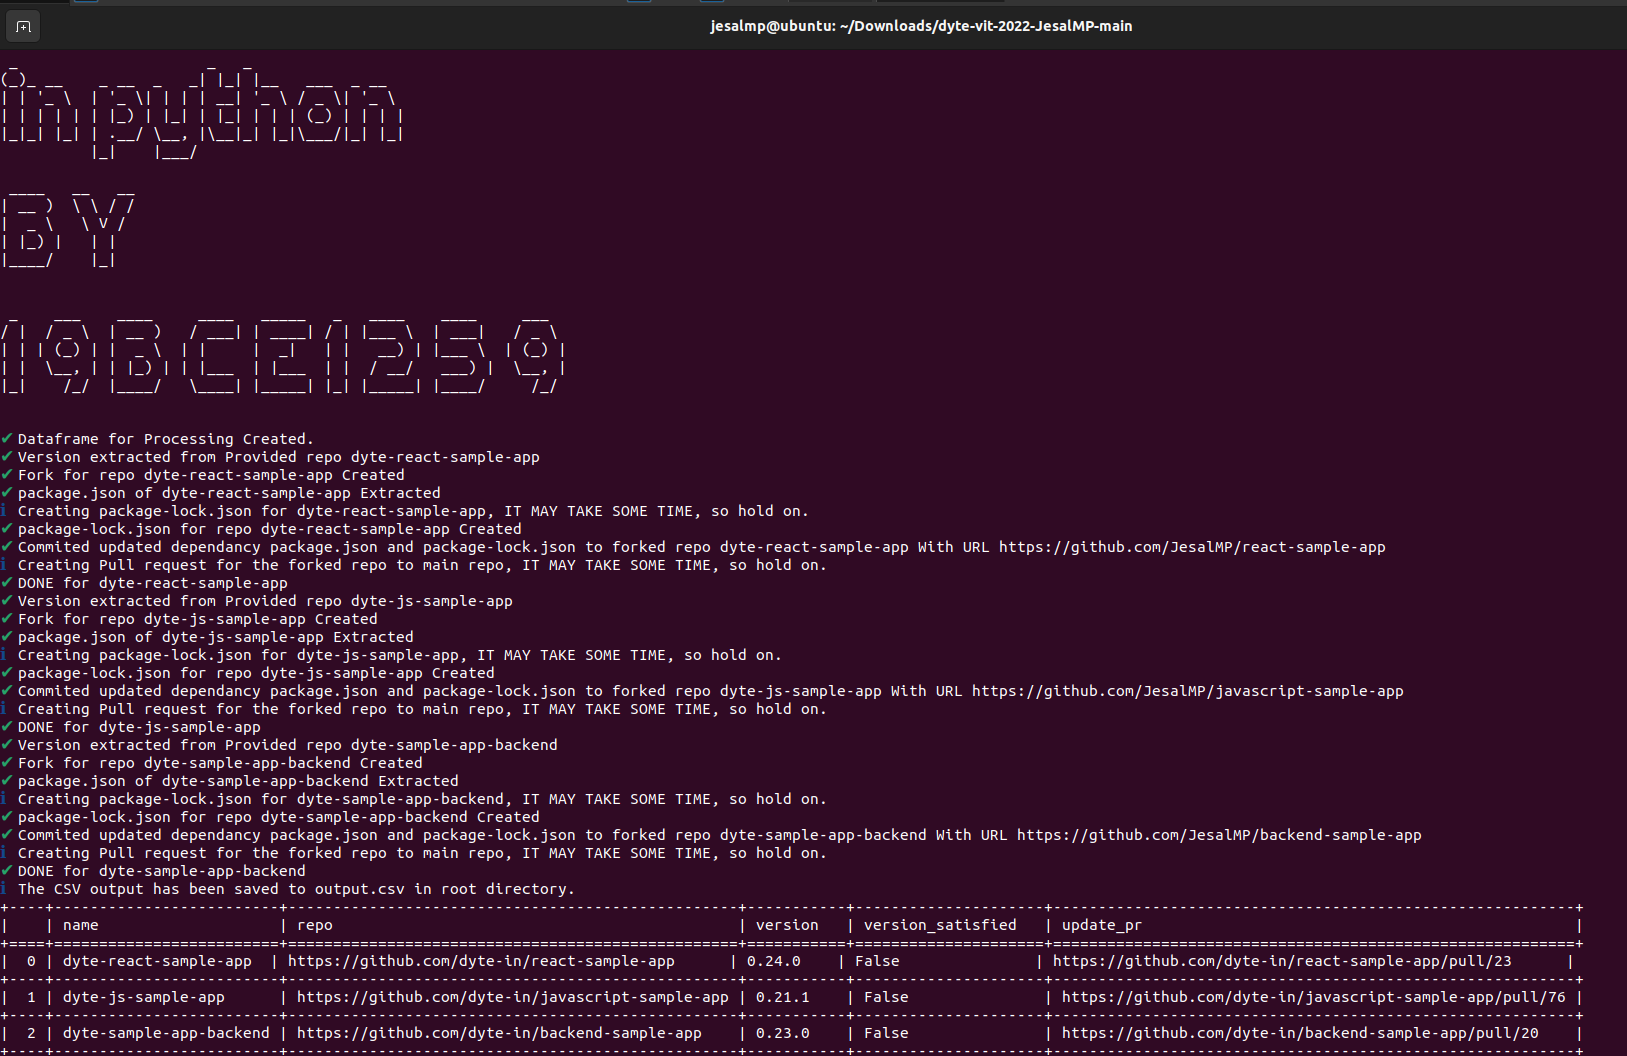 jesalmp@ubuntu: ~/Downloads/dyte-vit-2022-JesalMP-main
in python
BY
19BCE1259
✔ Dataframe for Processing Created.
✔ Version extracted from Provided repo dyte-react-sample-app
✔ Fork for repo dyte-react-sample-app Created
✔ package.json of dyte-react-sample-app Extracted
ℹ Creating package-lock.json for dyte-react-sample-app, IT MAY TAKE SOME TIME, so hold on.
✔ package-lock.json for repo dyte-react-sample-app Created
✔ Commited updated dependancy package.json and package-lock.json to forked repo dyte-react-sample-app With URL https://github.com/JesalMP/react-sample-app
ℹ Creating Pull request for the forked repo to main repo, IT MAY TAKE SOME TIME, so hold on.
✔ DONE for dyte-react-sample-app
✔ Version extracted from Provided repo dyte-js-sample-app
✔ Fork for repo dyte-js-sample-app Created
✔ package.json of dyte-js-sample-app Extracted
ℹ Creating package-lock.json for dyte-js-sample-app, IT MAY TAKE SOME TIME, so hold on.
✔ package-lock.json for repo dyte-js-sample-app Created
✔ Commited updated dependancy package.json and package-lock.json to forked repo dyte-js-sample-app With URL https://github.com/JesalMP/javascript-sample-app
ℹ Creating Pull request for the forked repo to main repo, IT MAY TAKE SOME TIME, so hold on.
✔ DONE for dyte-js-sample-app
✔ Version extracted from Provided repo dyte-sample-app-backend
✔ Fork for repo dyte-sample-app-backend Created
✔ package.json of dyte-sample-app-backend Extracted
ℹ Creating package-lock.json for dyte-sample-app-backend, IT MAY TAKE SOME TIME, so hold on.
✔ package-lock.json for repo dyte-sample-app-backend Created
✔ Commited updated dependancy package.json and package-lock.json to forked repo dyte-sample-app-backend With URL https://github.com/JesalMP/backend-sample-app
ℹ Creating Pull request for the forked repo to main repo, IT MAY TAKE SOME TIME, so hold on.
✔ DONE for dyte-sample-app-backend
ℹ The CSV output has been saved to output.csv in root directory.
| | name | repo | version | version_satisfied | update_pr |
| 0 | dyte-react-sample-app | https://github.com/dyte-in/react-sample-app | 0.24.0 | False | https://github.com/dyte-in/react-sample-app/pull/23 |
| 1 | dyte-js-sample-app | https://github.com/dyte-in/javascript-sample-app | 0.21.1 | False | https://github.com/dyte-in/javascript-sample-app/pull/76 |
| 2 | dyte-sample-app-backend | https://github.com/dyte-in/backend-sample-app | 0.23.0 | False | https://github.com/dyte-in/backend-sample-app/pull/20 |